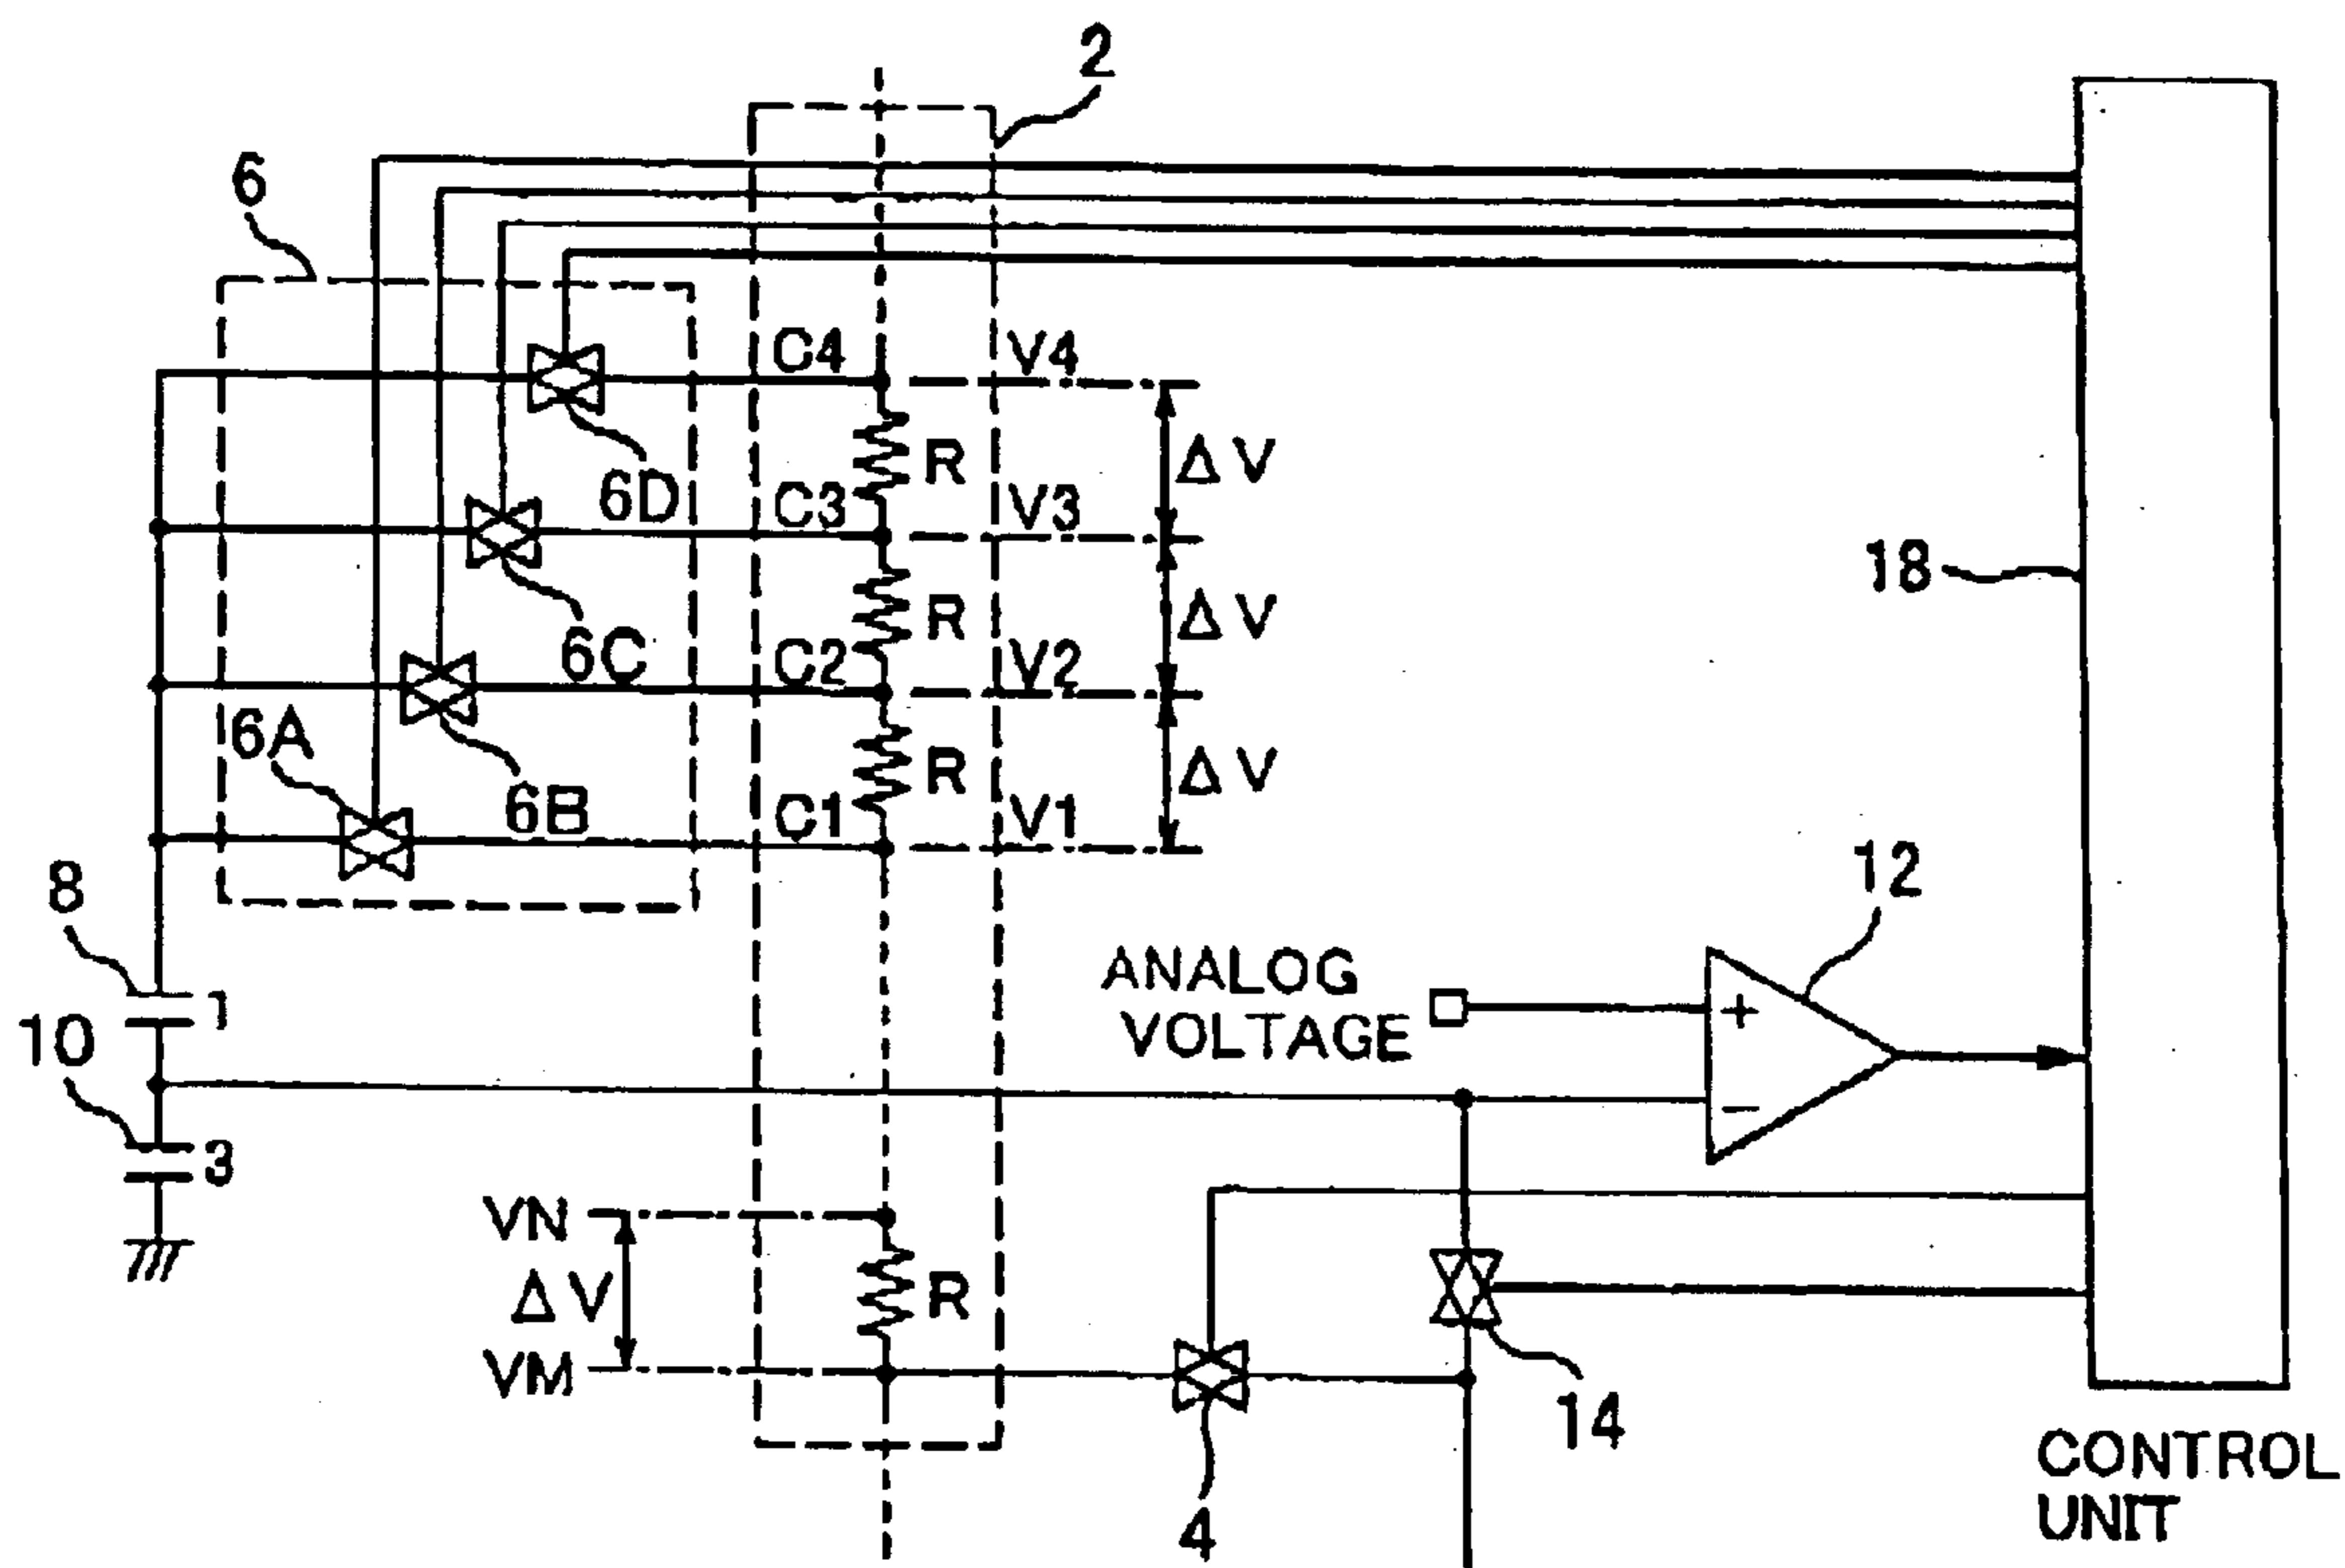 2
6
C4 V4
R ΔV
6D
C3 V3
18
R ΔV
6C
C2 V2
6A
R ΔV
6B
C1 V1
12
8
ANALOG
VOLTAGE
+
1
10
−
3
VN
ΔV R
VM
14
4
CONTROL
UNIT